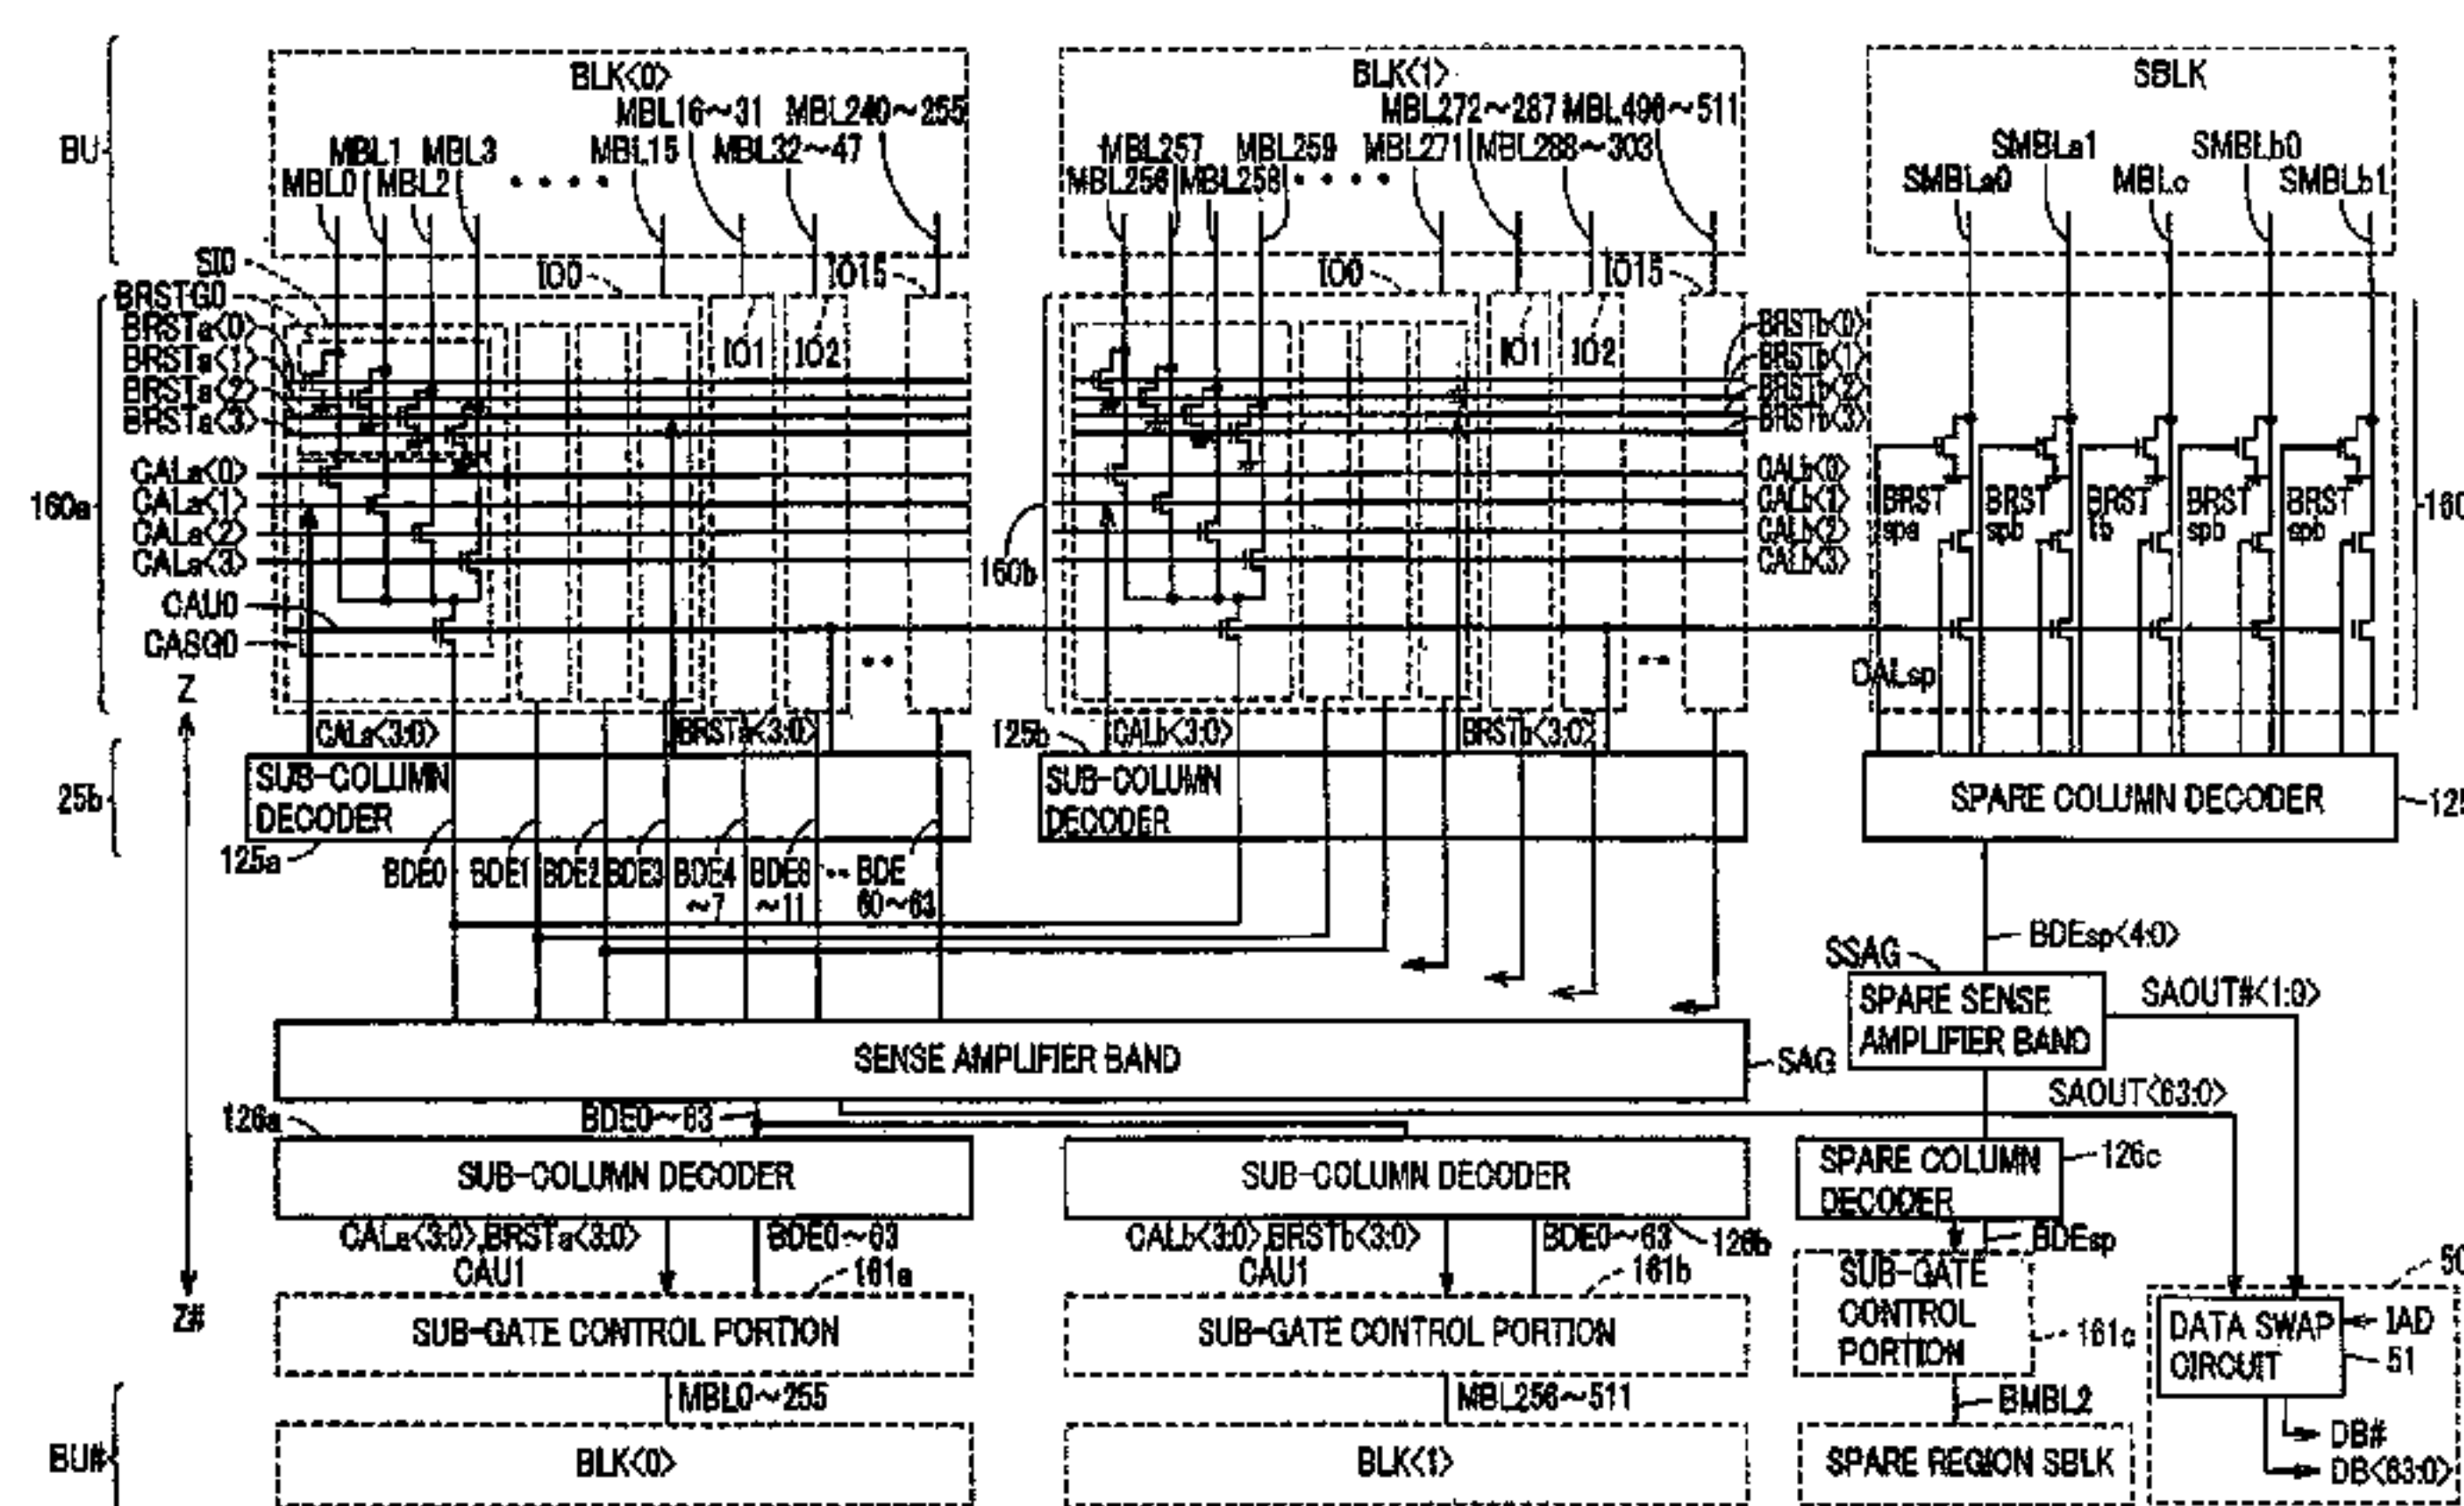 BU
BLK<0>
MBL16~31 MBL240~255
MBL1 MBL3 MBL15 MBL32~47
MBL0 MBL2
BLK<1>
MBL272~287 MBL496~511
MBL257 MBL259 MBL271 MBL288~303
MBL256 MBL258
SBLK
SMBLa1 SMBLb0
SMBLa0 MBLc SMBLb1
BRSTG0
BRSTa<0>
BRSTa<1>
BRSTa<2>
BRSTa<3>
IO0 IO15
IO1 IO2
IO0 IO15
IO1 IO2
BRSTb<0>
BRSTb<1>
BRSTb<2>
BRSTb<3>
160a
CALa<0>
CALa<1>
CALa<2>
CALa<3>
CAU0
CASG0
160b
CALb<0>
CALb<1>
CALb<2>
CALb<3>
BRST spa
BRST spb
BRST
BRST spb
BRST spb
CALsp
Z
CALa<3:0> BRSTa<3:0>
125b CALb<3:0> BRSTb<3:0>
25b
SUB-COLUMN DECODER
SUB-COLUMN DECODER
SPARE COLUMN DECODER
125a
BDE0 BDE1 BDE2 BDE3 BDE4 ~7 BDE8 ~11 ·· BDE 60~63
BDEsp<4:0>
SSAG
SPARE SENSE AMPLIFIER BAND
SAOUT#<1:0>
SENSE AMPLIFIER BAND
SAG
SAOUT<63:0>
126a
BDE0~63
SUB-COLUMN DECODER
SUB-COLUMN DECODER
SPARE COLUMN DECODER
126c
CALa<3:0>,BRSTa<3:0>
CAU1
BDE0~63
161a
CALb<3:0>,BRSTb<3:0>
CAU1
BDE0~63
126b
161b
BDEsp
Z#
SUB-GATE CONTROL PORTION
SUB-GATE CONTROL PORTION
SUB-GATE CONTROL PORTION
161c
DATA SWAP CIRCUIT
IAD
51
MBL0~255
MBL256~511
BMBL2
BU#
BLK<0>
BLK<1>
SPARE REGION SBLK
DB#
DB<63:0>